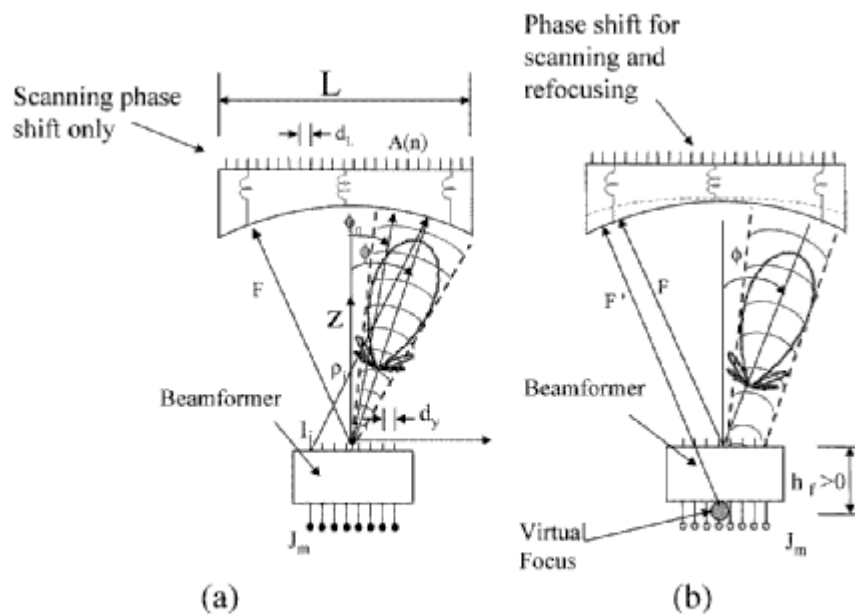 Scanning phase
shift only
L
d_L
A(n)
ϕ_n
ϕ
F
Z
ρ_i
Beamformer
d_y
I_i
J_m
(a)
Phase shift for
scanning and
refocusing
ϕ
F'
F
Beamformer
h_f>0
Virtual
Focus
J_m
(b)